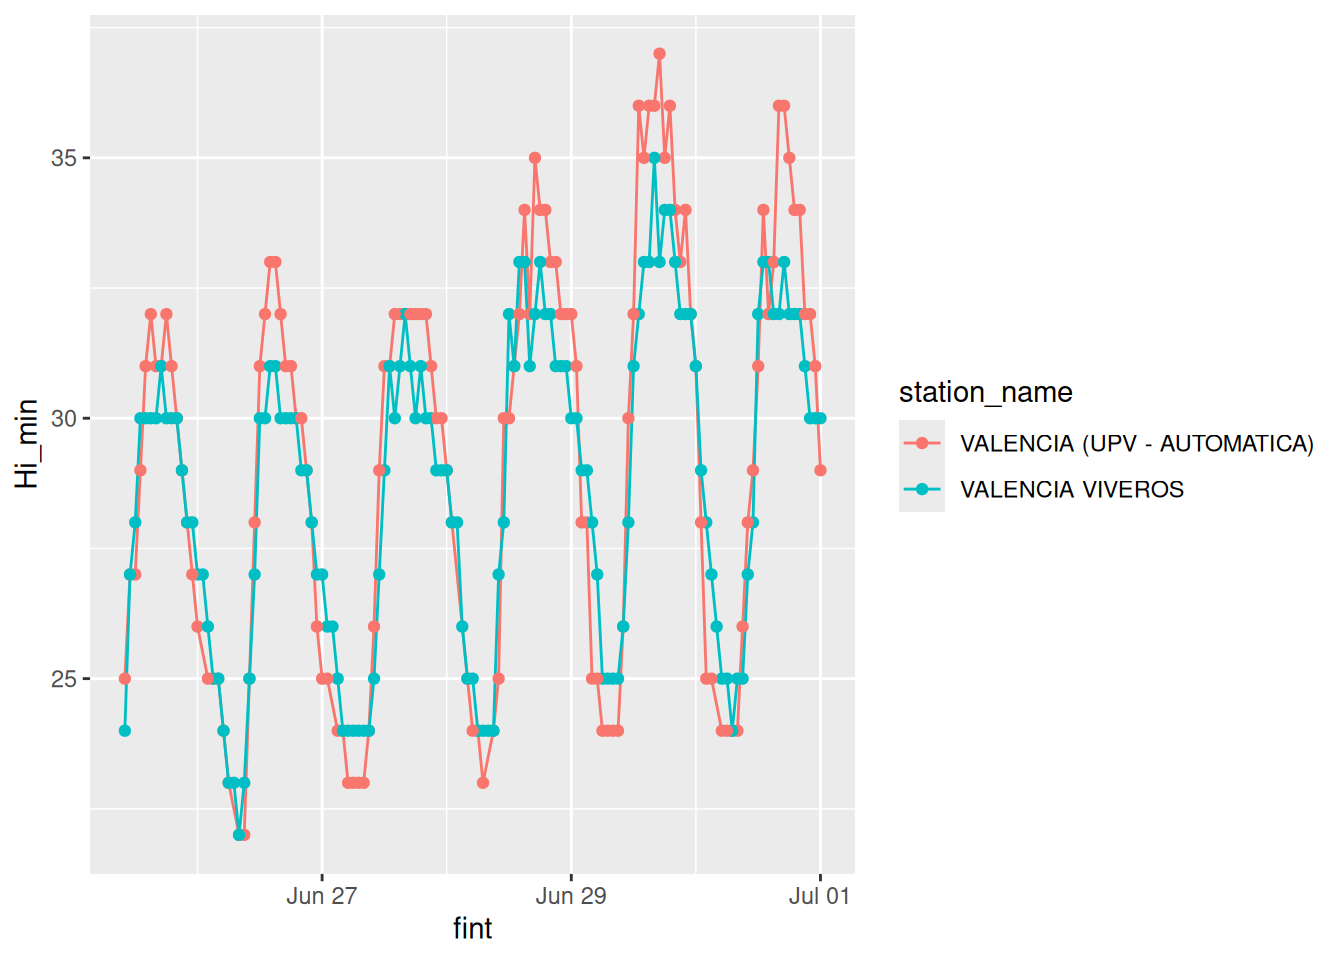 Hi_min
35
30
25
Jun 27
Jun 29
Jul 01
fint
station_name
VALENCIA (UPV - AUTOMATICA)
VALENCIA VIVEROS